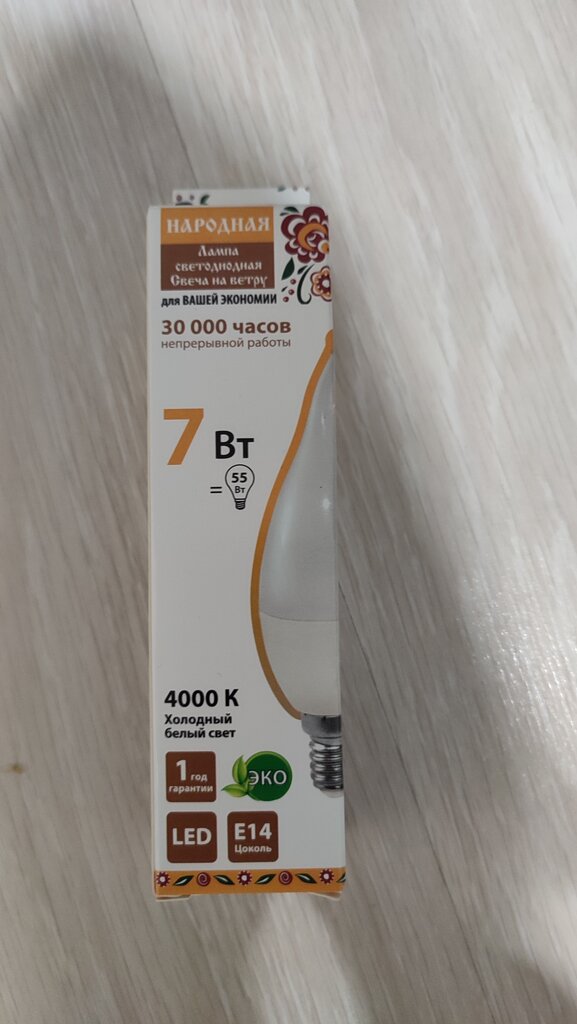 НАРОДНАЯ
Лампа
светодиодная
Свеча на ветру
для ВАШЕЙ ЭКОНОМИИ
30 000 часов
непрерывной работы
7 Вт
= 55
Вт
4000 К
Холодный
белый свет
1 год
гарантии
ЭКО
LED
E14
Цоколь